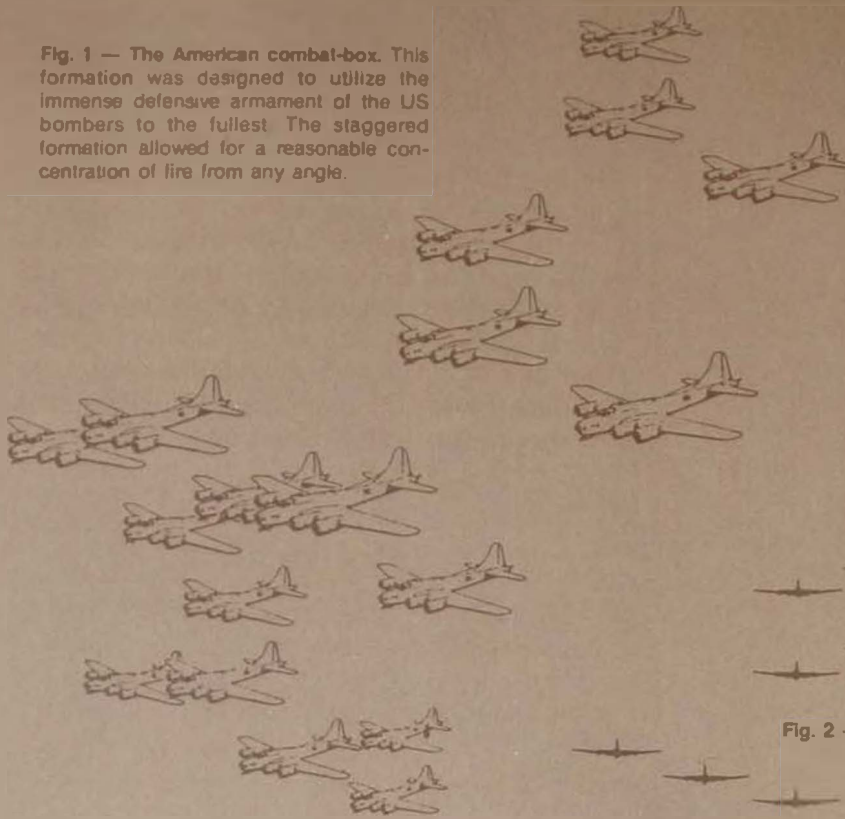 Fig. 1 — The American combat-box. This
formation was designed to utilize the
immense defensive armament of the US
bombers to the fullest. The staggered
formation allowed for a reasonable con-
centration of fire from any angle.
Fig. 2 -